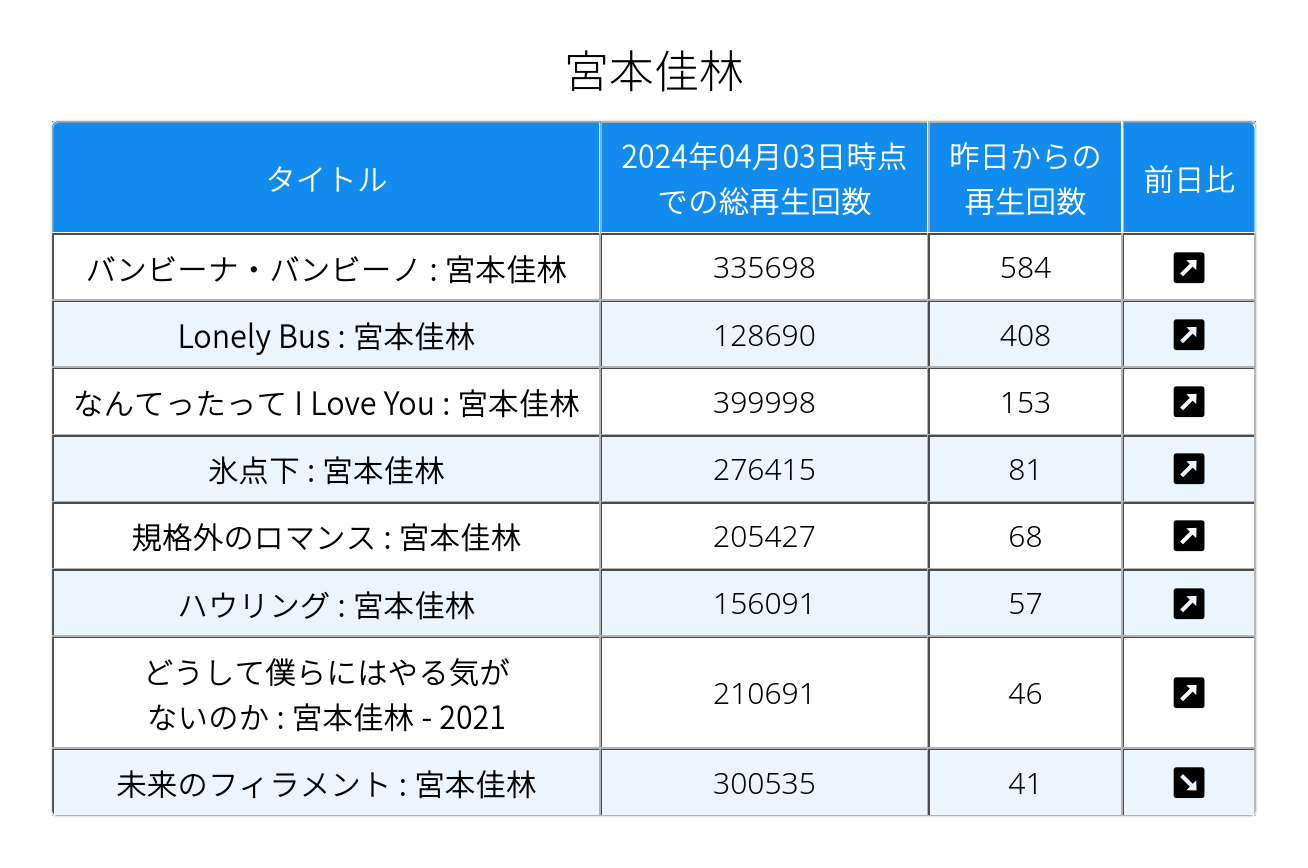 宮本佳林
タイトル
2024年04月03日時点
での総再生回数
昨日からの
再生回数
前日比
バンビーナ・バンビーノ : 宮本佳林 335698 584
Lonely Bus : 宮本佳林 128690 408
なんてったって I Love You : 宮本佳林 399998 153
氷点下 : 宮本佳林 276415 81
規格外のロマンス : 宮本佳林 205427 68
ハウリング : 宮本佳林 156091 57
どうして僕らにはやる気が
ないのか : 宮本佳林 - 2021
210691 46
未来のフィラメント : 宮本佳林 300535 41